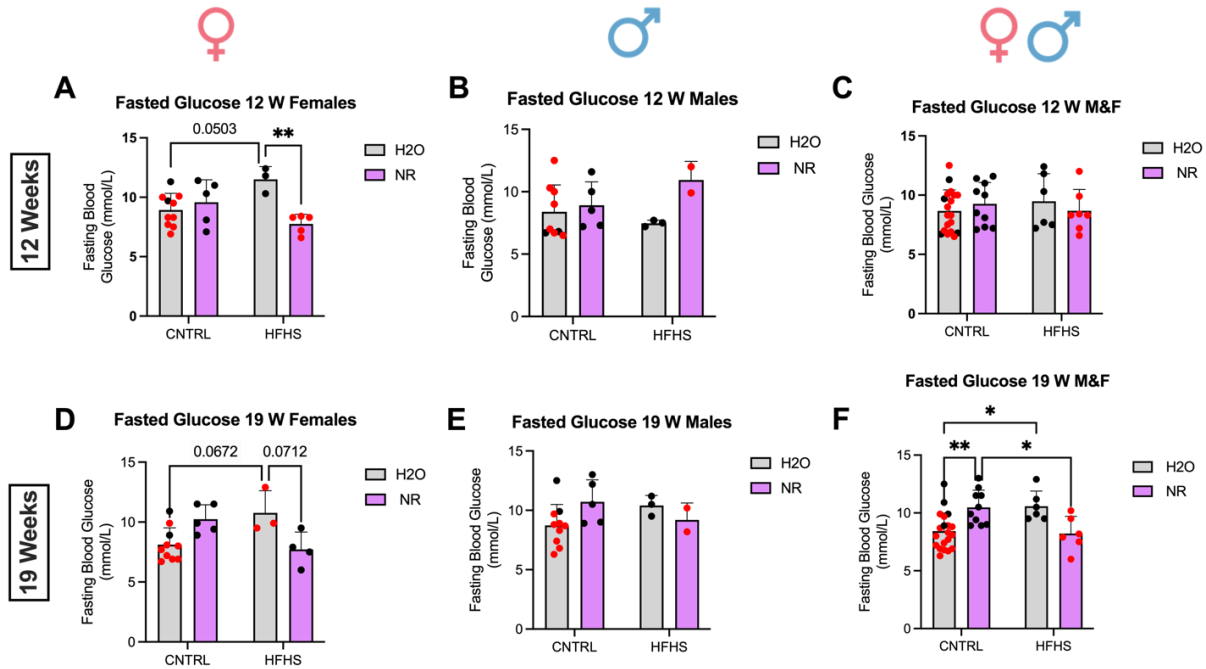 12 Weeks
A
Fasted Glucose 12 W Females
0.0503
**
H2O
NR
Fasting Blood
Glucose (mmol/L)
15
10
5
0
CNTRL
HFHS
B
Fasted Glucose 12 W Males
H2O
NR
Fasting Blood
Glucose (mmol/L)
15
10
5
0
CNTRL
HFHS
C
Fasted Glucose 12 W M&F
H2O
NR
Fasting Blood Glucose
(mmol/L)
15
10
5
0
CNTRL
HFHS
19 Weeks
D
Fasted Glucose 19 W Females
0.0672
0.0712
H2O
NR
Fasting Blood Glucose
(mmol/L)
15
10
5
0
CNTRL
HFHS
E
Fasted Glucose 19 W Males
H2O
NR
Fasting Blood Glucose
(mmol/L)
15
10
5
0
CNTRL
HFHS
F
Fasted Glucose 19 W M&F
*
**
*
H2O
NR
Fasting Blood Glucose
(mmol/L)
15
10
5
0
CNTRL
HFHS